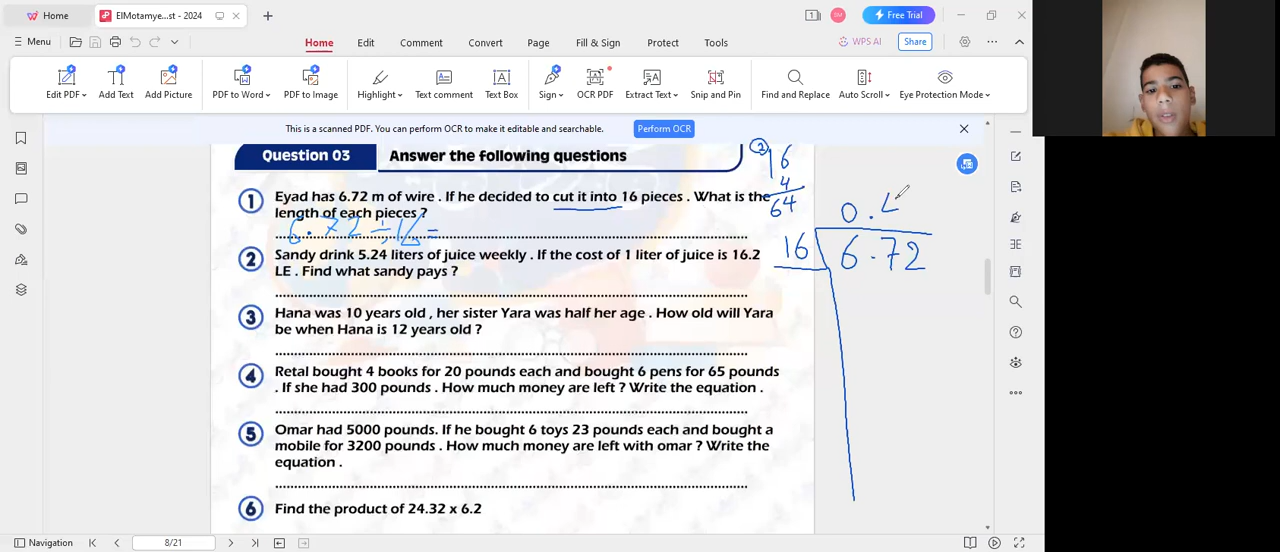 Home
ElMotamye...st - 2024
1
Free Trial
Menu
Home
Edit
Comment
Convert
Page
Fill & Sign
Protect
Tools
WPS AI
Share
Edit PDF
Add Text
Add Picture
PDF to Word
PDF to Image
Highlight
Text comment
Text Box
Sign
OCR PDF
Extract Text
Snip and Pin
Find and Replace
Auto Scroll
Eye Protection Mode
This is a scanned PDF. You can perform OCR to make it editable and searchable.
Perform OCR
Question 03
Answer the following questions
1 Eyad has 6.72 m of wire . If he decided to cut it into 16 pieces . What is the
length of each pieces ?
6.72 ÷ 16 =
2 Sandy drink 5.24 liters of juice weekly . If the cost of 1 liter of juice is 16.2
LE . Find what sandy pays ?
3 Hana was 10 years old , her sister Yara was half her age . How old will Yara
be when Hana is 12 years old ?
4 Retal bought 4 books for 20 pounds each and bought 6 pens for 65 pounds
. If she had 300 pounds . How much money are left ? Write the equation .
5 Omar had 5000 pounds. If he bought 6 toys 23 pounds each and bought a
mobile for 3200 pounds . How much money are left with omar ? Write the
equation .
6 Find the product of 24.32 x 6.2
2
16
4
64
0.4
16 6.72
Navigation
8/21